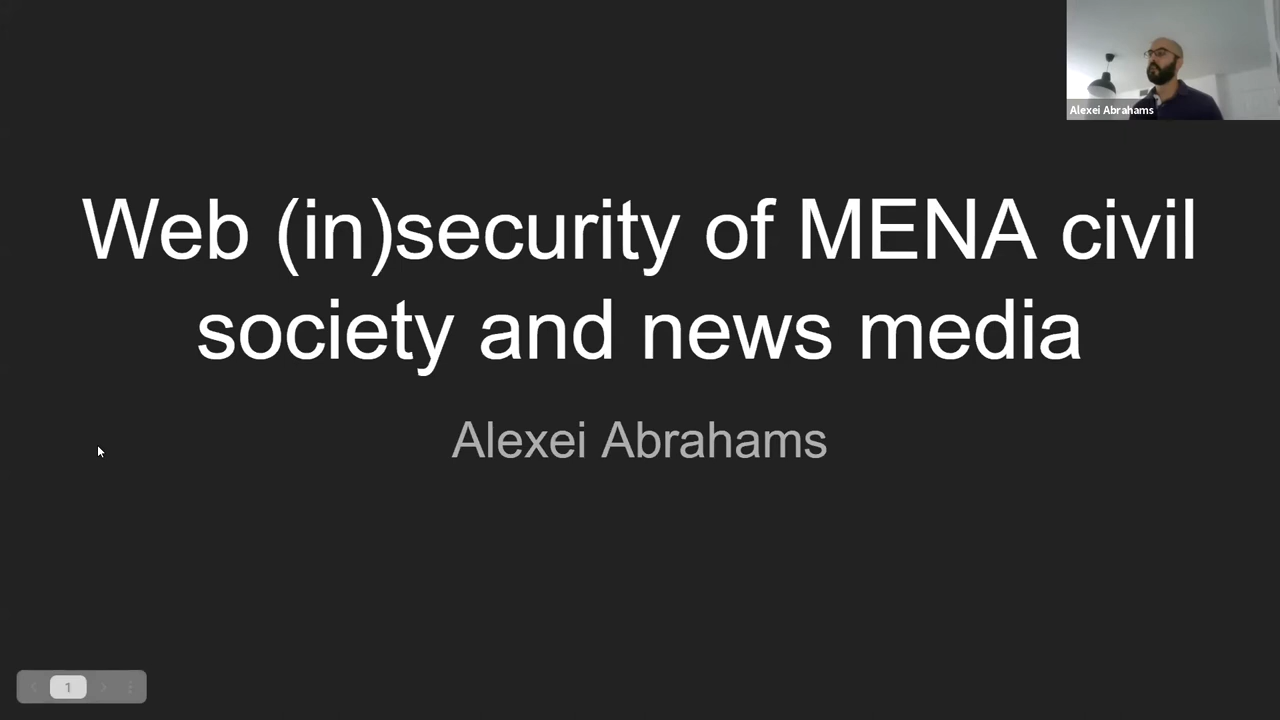 Alexei Abrahams
Web (in)security of MENA civil
society and news media
Alexei Abrahams
1